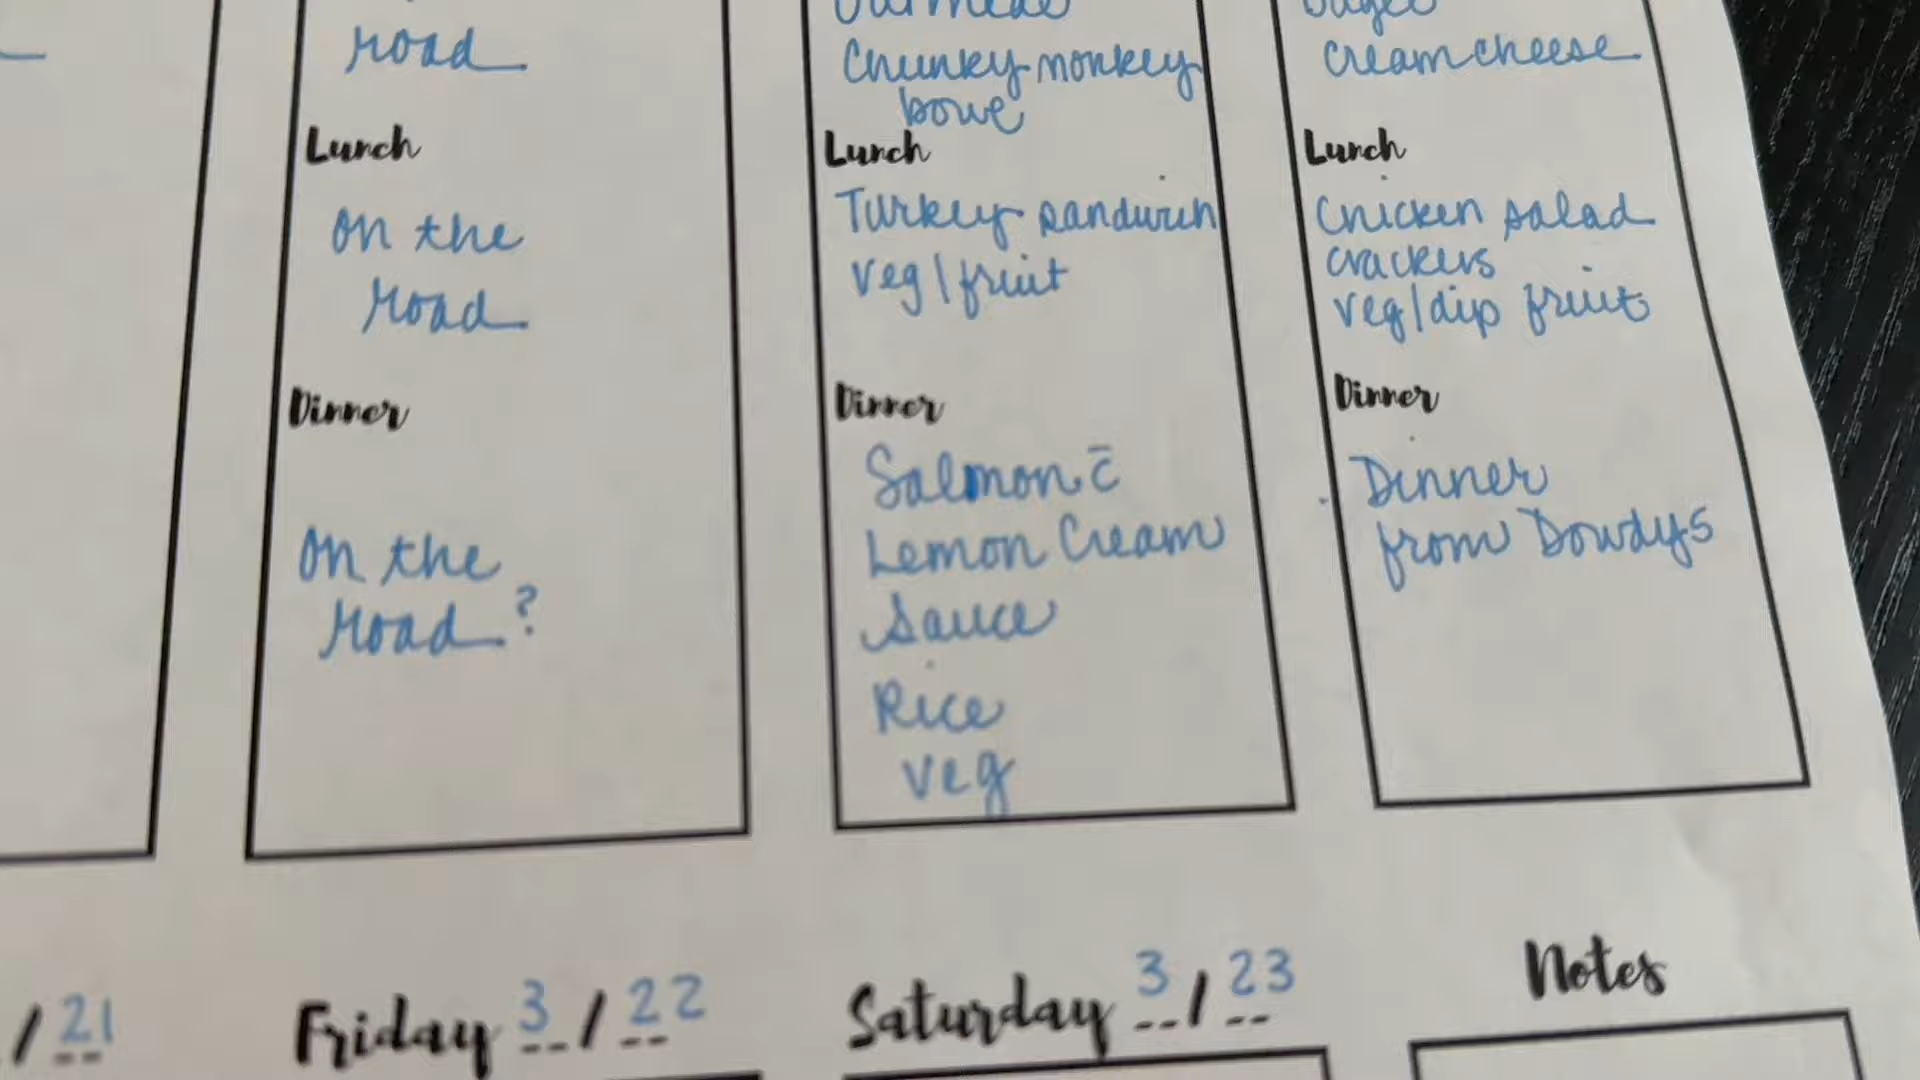 road
Lunch
on the
road
Dinner
on the
road?
Oatmeal
Chunky monkey
bowl
Lunch
Turkey sandwich
veg/fruit
Dinner
Salmon c̄
Lemon Cream
Sauce
Rice
veg
Bagel
cream cheese
Lunch
Chicken salad
crackers
veg/dip fruit
Dinner
Dinner
from Dowdys
/ 21
Friday 3 / 22
Saturday 3 / 23
Notes